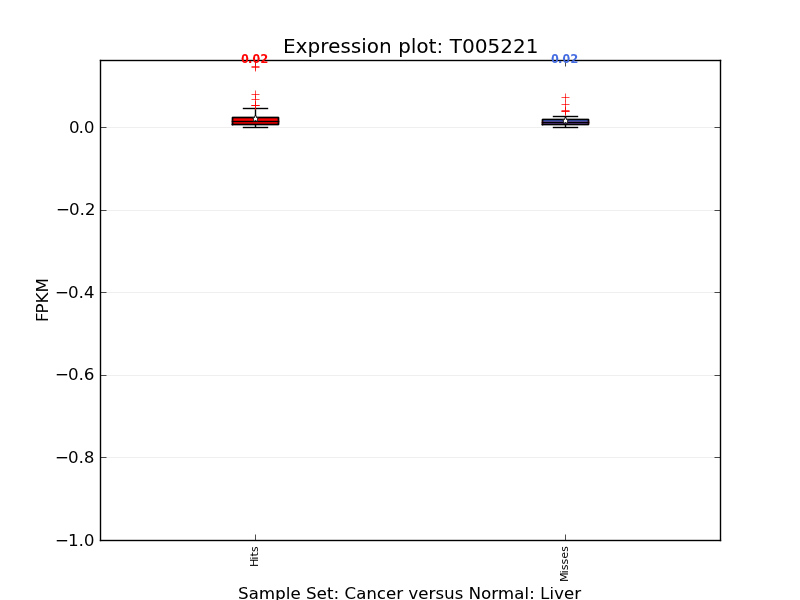 Expression plot: T005221
0.02
0.02
0.0
−0.2
−0.4
−0.6
−0.8
−1.0
FPKM
Hits
Misses
Sample Set: Cancer versus Normal: Liver